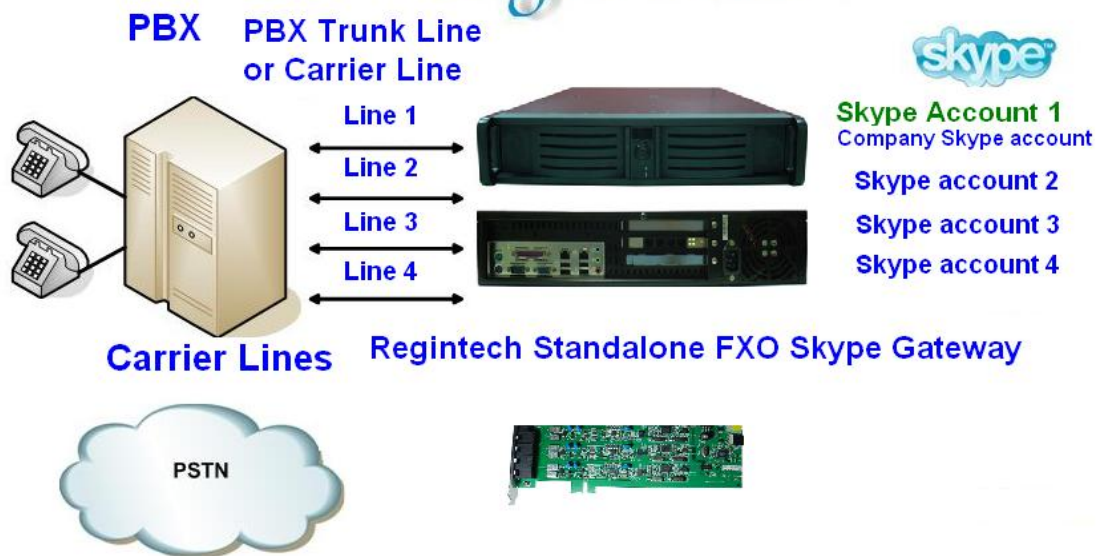 PBX
PBX Trunk Line
or Carrier Line
skype
Line 1
Line 2
Line 3
Line 4
Skype Account 1
Company Skype account
Skype account 2
Skype account 3
Skype account 4
Carrier Lines
Regintech Standalone FXO Skype Gateway
PSTN